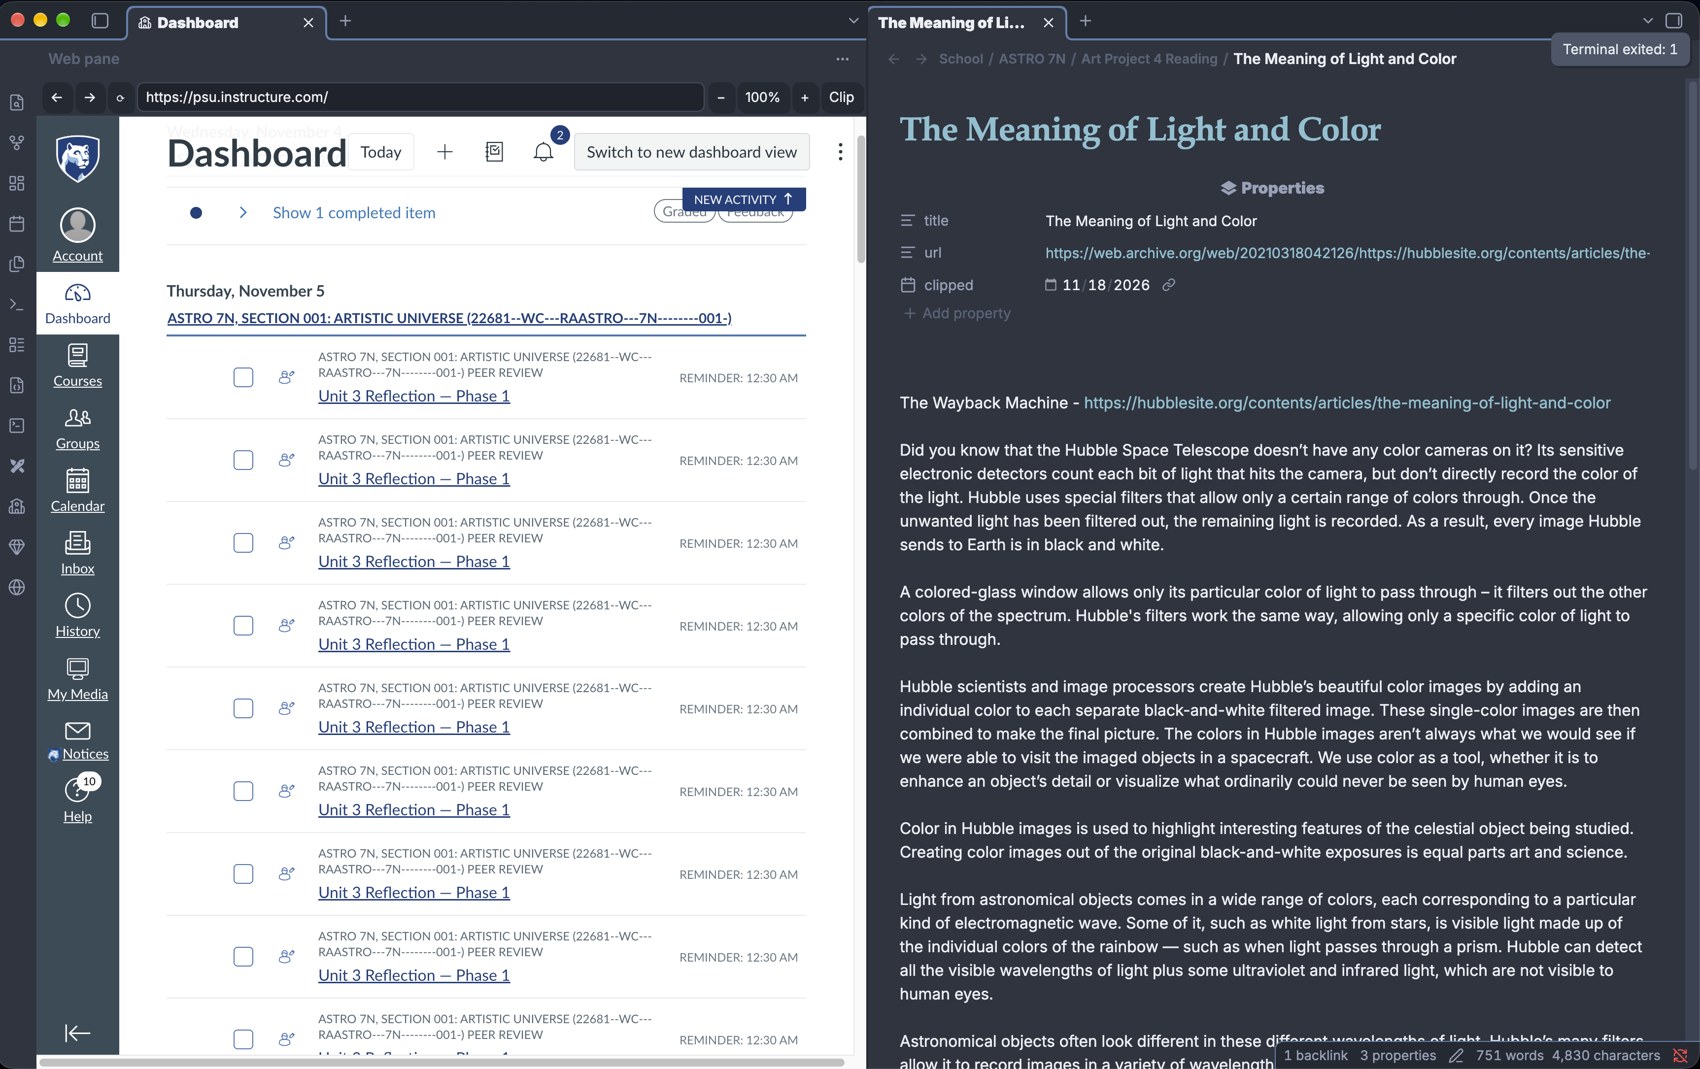 Dashboard
Web pane
https://psu.instructure.com/
100%
Clip
Wednesday, November 4
Dashboard
Today
2
Switch to new dashboard view
Show 1 completed item
Graded
Feedback
NEW ACTIVITY
Account
Dashboard
Courses
Groups
Calendar
Inbox
History
My Media
Notices
10
Help
Thursday, November 5
ASTRO 7N, SECTION 001: ARTISTIC UNIVERSE (22681--WC---RAASTRO---7N--------001-)
ASTRO 7N, SECTION 001: ARTISTIC UNIVERSE (22681--WC---
RAASTRO---7N--------001-) PEER REVIEW
Unit 3 Reflection — Phase 1
REMINDER: 12:30 AM
ASTRO 7N, SECTION 001: ARTISTIC UNIVERSE (22681--WC---
RAASTRO---7N--------001-) PEER REVIEW
Unit 3 Reflection — Phase 1
REMINDER: 12:30 AM
ASTRO 7N, SECTION 001: ARTISTIC UNIVERSE (22681--WC---
RAASTRO---7N--------001-) PEER REVIEW
Unit 3 Reflection — Phase 1
REMINDER: 12:30 AM
ASTRO 7N, SECTION 001: ARTISTIC UNIVERSE (22681--WC---
RAASTRO---7N--------001-) PEER REVIEW
Unit 3 Reflection — Phase 1
REMINDER: 12:30 AM
ASTRO 7N, SECTION 001: ARTISTIC UNIVERSE (22681--WC---
RAASTRO---7N--------001-) PEER REVIEW
Unit 3 Reflection — Phase 1
REMINDER: 12:30 AM
ASTRO 7N, SECTION 001: ARTISTIC UNIVERSE (22681--WC---
RAASTRO---7N--------001-) PEER REVIEW
Unit 3 Reflection — Phase 1
REMINDER: 12:30 AM
ASTRO 7N, SECTION 001: ARTISTIC UNIVERSE (22681--WC---
RAASTRO---7N--------001-) PEER REVIEW
Unit 3 Reflection — Phase 1
REMINDER: 12:30 AM
ASTRO 7N, SECTION 001: ARTISTIC UNIVERSE (22681--WC---
RAASTRO---7N--------001-) PEER REVIEW
Unit 3 Reflection — Phase 1
REMINDER: 12:30 AM
ASTRO 7N, SECTION 001: ARTISTIC UNIVERSE (22681--WC---
RAASTRO---7N--------001-) PEER REVIEW
REMINDER: 12:30 AM
The Meaning of Li...
Terminal exited: 1
School / ASTRO 7N / Art Project 4 Reading / The Meaning of Light and Color
The Meaning of Light and Color
Properties
title The Meaning of Light and Color
url https://web.archive.org/web/20210318042126/https://hubblesite.org/contents/articles/the-
clipped 11/18/2026
Add property
The Wayback Machine - https://hubblesite.org/contents/articles/the-meaning-of-light-and-color
Did you know that the Hubble Space Telescope doesn’t have any color cameras on it? Its sensitive
electronic detectors count each bit of light that hits the camera, but don’t directly record the color of
the light. Hubble uses special filters that allow only a certain range of colors through. Once the
unwanted light has been filtered out, the remaining light is recorded. As a result, every image Hubble
sends to Earth is in black and white.
A colored-glass window allows only its particular color of light to pass through – it filters out the other
colors of the spectrum. Hubble's filters work the same way, allowing only a specific color of light to
pass through.
Hubble scientists and image processors create Hubble’s beautiful color images by adding an
individual color to each separate black-and-white filtered image. These single-color images are then
combined to make the final picture. The colors in Hubble images aren’t always what we would see if
we were able to visit the imaged objects in a spacecraft. We use color as a tool, whether it is to
enhance an object’s detail or visualize what ordinarily could never be seen by human eyes.
Color in Hubble images is used to highlight interesting features of the celestial object being studied.
Creating color images out of the original black-and-white exposures is equal parts art and science.
Light from astronomical objects comes in a wide range of colors, each corresponding to a particular
kind of electromagnetic wave. Some of it, such as white light from stars, is visible light made up of
the individual colors of the rainbow — such as when light passes through a prism. Hubble can detect
all the visible wavelengths of light plus some ultraviolet and infrared light, which are not visible to
human eyes.
Astronomical objects often look different in these different wavelengths of light. Hubble’s many filters
allow it to record images in a variety of wavelength
1 backlink 3 properties 751 words 4,830 characters